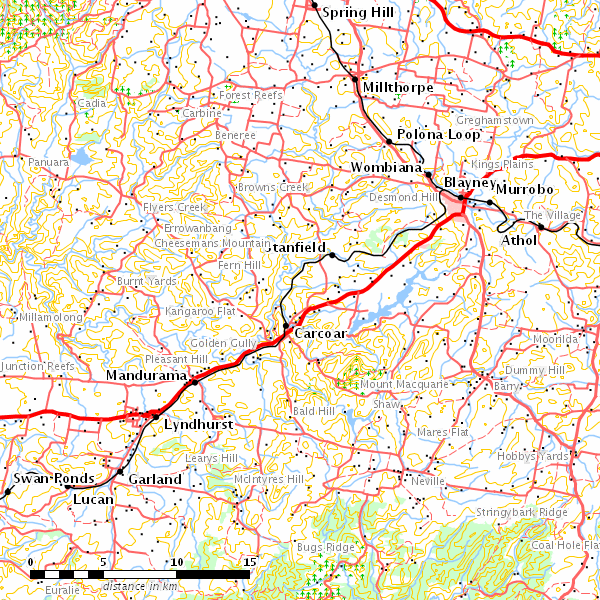 Spring Hill
Millthorpe
Cadia
Forest Reefs
Carbine
Greghamstown
Beneree
Polona Loop
Panuara
Wombiana
Kings Plains
Blayney
Browns Creek
Murrobo
Desmond Hill
Flyers Creek
The Village
Errowanbang
Cheesemans Mountain
Stanfield
Athol
Fern Hill
Burnt Yards
Millamolong
Kangaroo Flat
Carcoar
Golden Gully
Moorilda
Pleasant Hill
Junction Reefs
Mandurama
Dummy Hill
Mount Macquarie
Barry
Shaw
Bald Hill
Lyndhurst
Mares Flat
Learys Hill
Hobbys Yards
Swan Ponds
Garland
McIntyres Hill
Neville
Lucan
Stringybark Ridge
Bugs Ridge
Coal Hole Flat
0 5 10 15
distance in km
Euralie